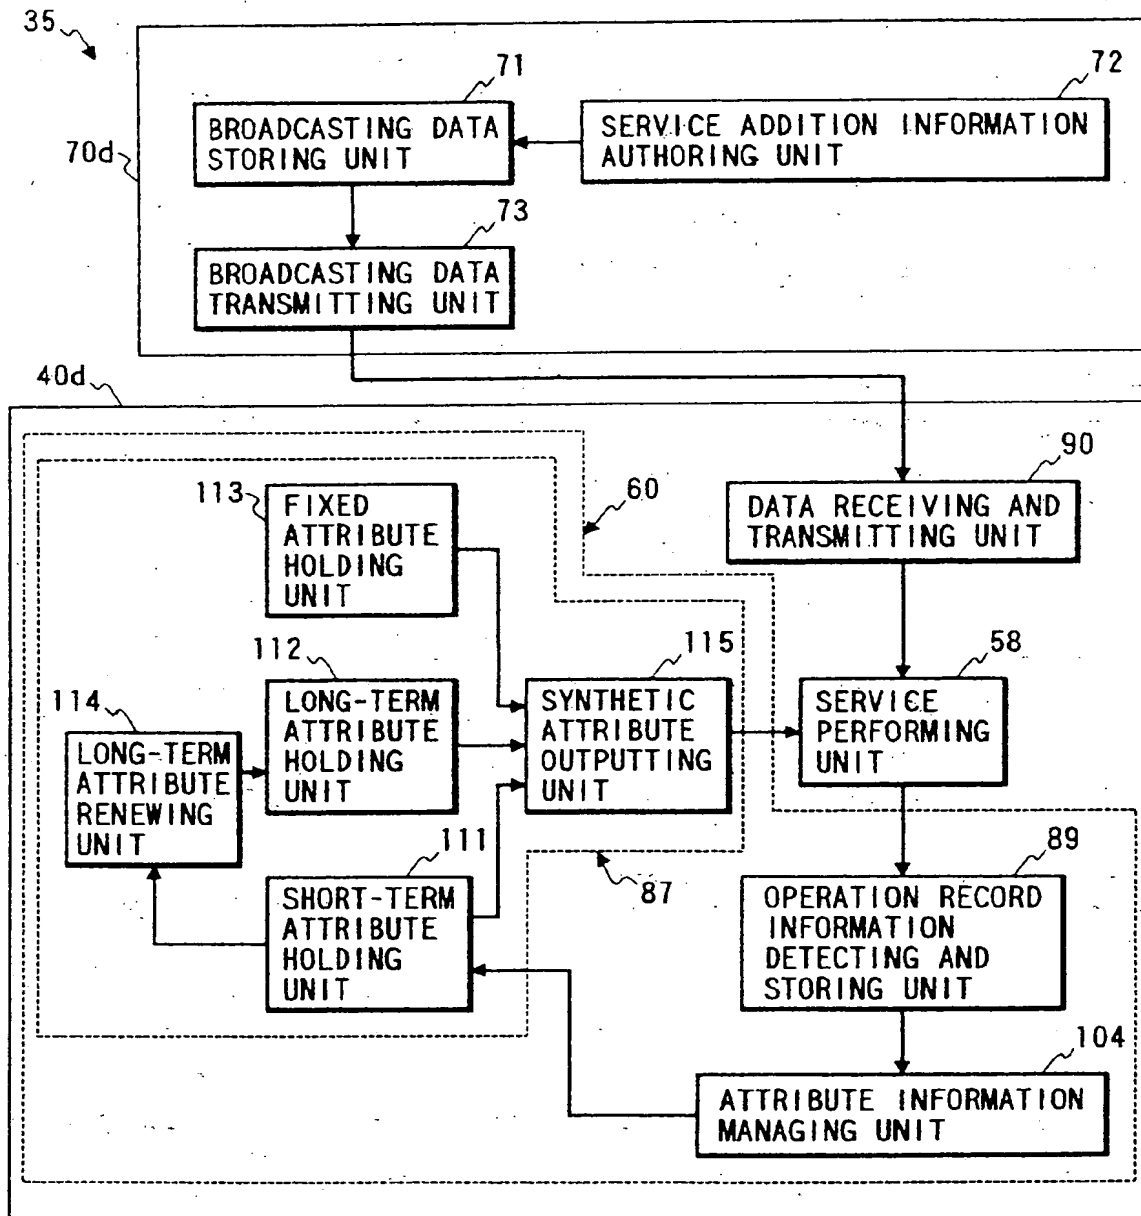 35
70d
71
BROADCASTING DATA
STORING UNIT
72
SERVICE ADDITION INFORMATION
AUTHORING UNIT
73
BROADCASTING DATA
TRANSMITTING UNIT
40d
60
90
DATA RECEIVING AND
TRANSMITTING UNIT
113
FIXED
ATTRIBUTE
HOLDING
UNIT
112
LONG-TERM
ATTRIBUTE
HOLDING
UNIT
114
LONG-TERM
ATTRIBUTE
RENEWING
UNIT
115
SYNTHETIC
ATTRIBUTE
OUTPUTTING
UNIT
58
SERVICE
PERFORMING
UNIT
111
SHORT-TERM
ATTRIBUTE
HOLDING
UNIT
87
89
OPERATION RECORD
INFORMATION
DETECTING AND
STORING UNIT
104
ATTRIBUTE INFORMATION
MANAGING UNIT